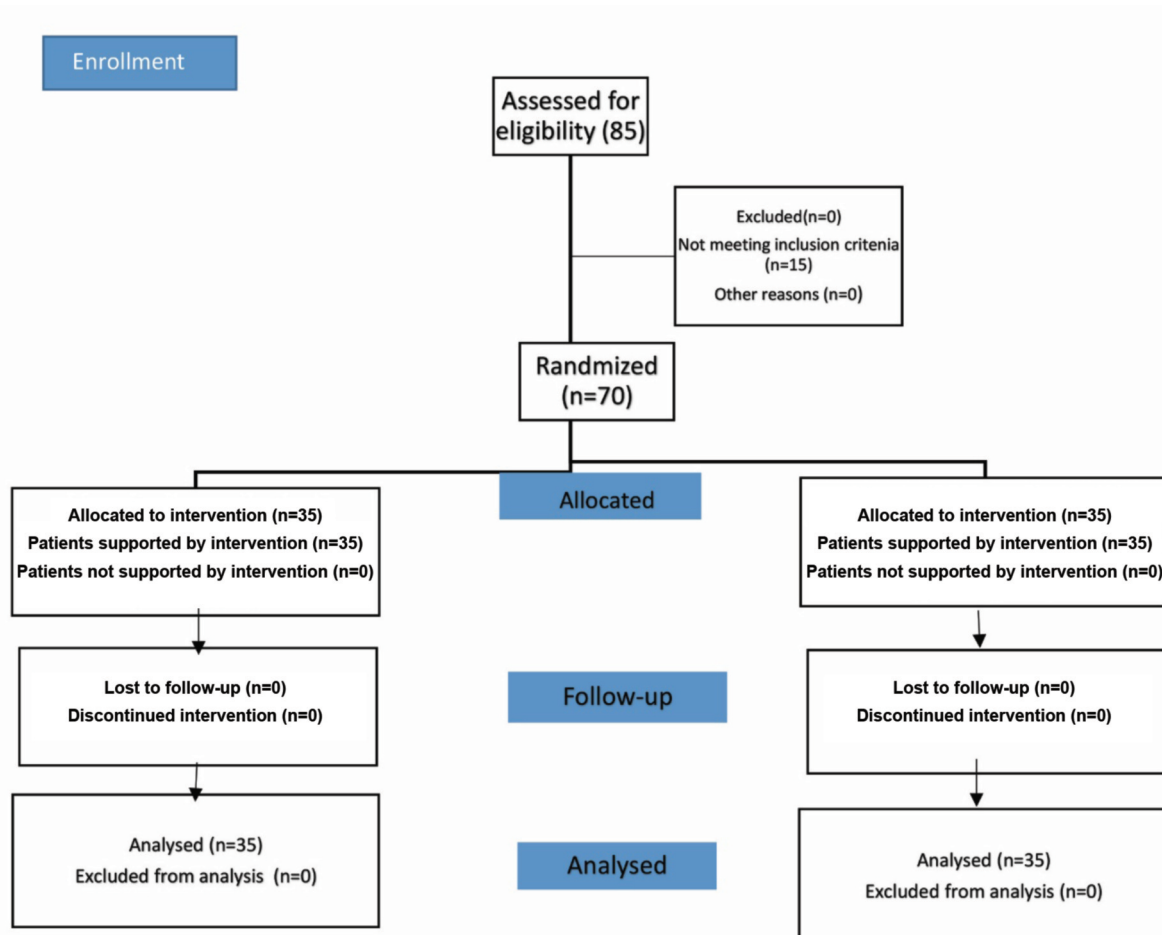 Enrollment
Assessed for
eligibility (85)
Excluded(n=0)
Not meeting inclusion critenia
(n=15)
Other reasons (n=0)
Randmized
(n=70)
Allocated
Allocated to intervention (n=35)
Patients supported by intervention (n=35)
Patients not supported by intervention (n=0)
Allocated to intervention (n=35)
Patients supported by intervention (n=35)
Patients not supported by intervention (n=0)
Follow-up
Lost to follow-up (n=0)
Discontinued intervention (n=0)
Lost to follow-up (n=0)
Discontinued intervention (n=0)
Analysed
Analysed (n=35)
Excluded from analysis (n=0)
Analysed (n=35)
Excluded from analysis (n=0)